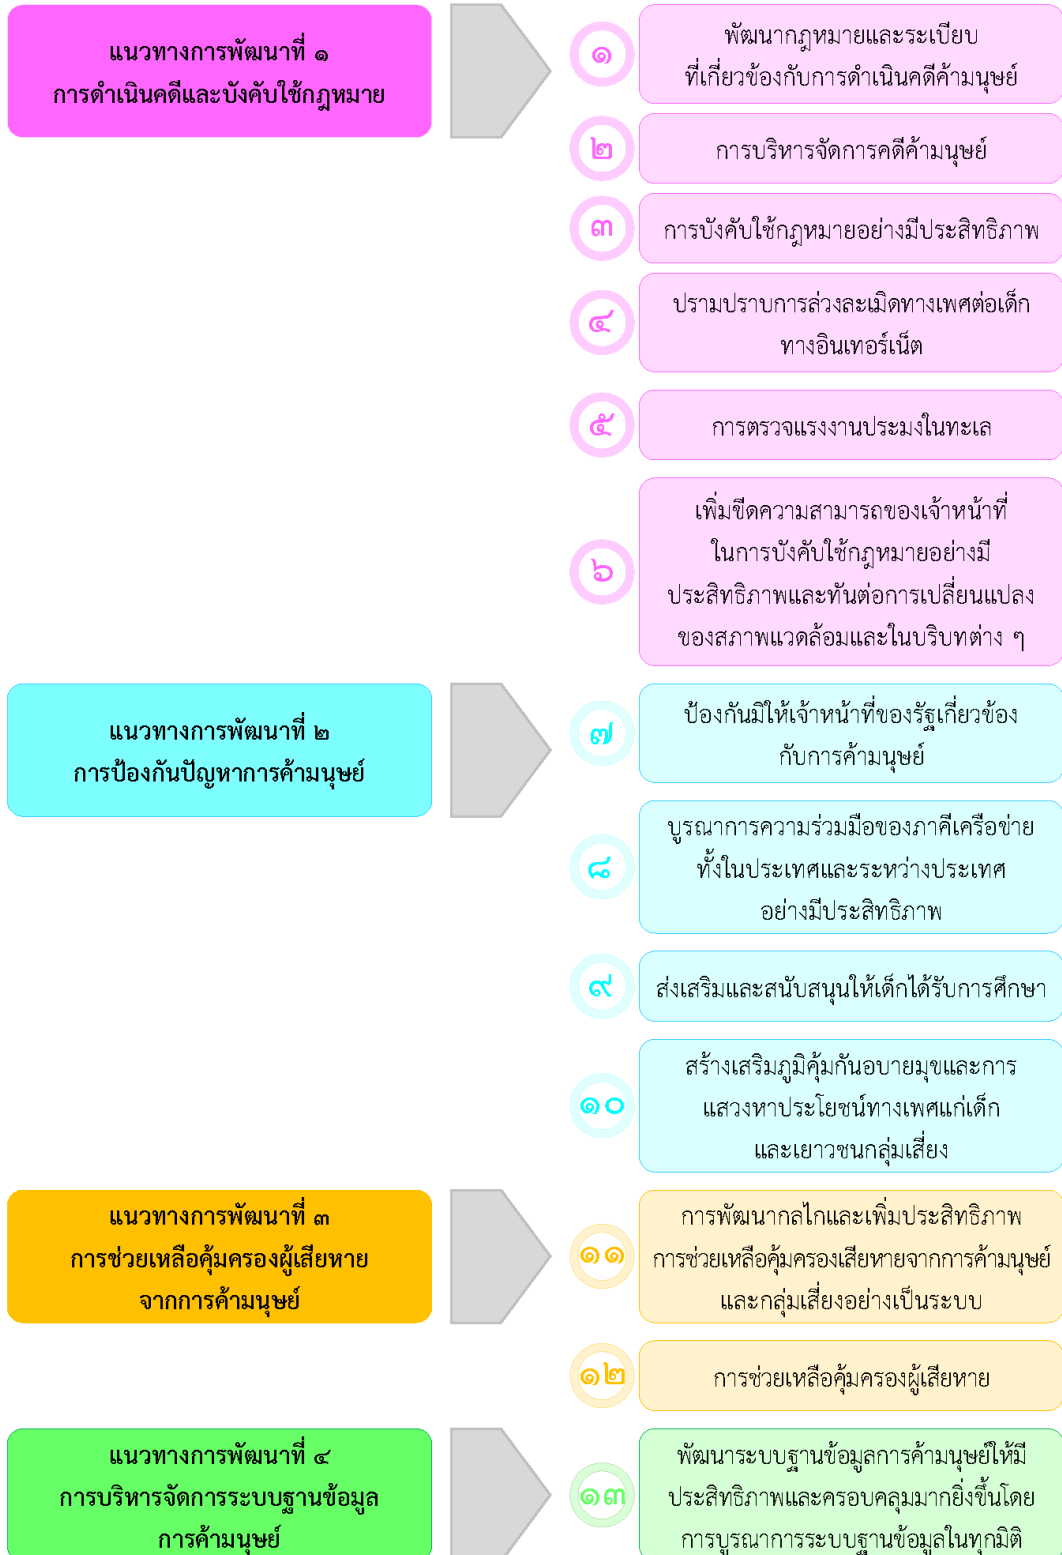 แนวทางการพัฒนาที่ ๑
การดำเนินคดีและบังคับใช้กฎหมาย
๑
พัฒนากฎหมายและระเบียบ
ที่เกี่ยวข้องกับการดำเนินคดีค้ามนุษย์
๒
การบริหารจัดการคดีค้ามนุษย์
๓
การบังคับใช้กฎหมายอย่างมีประสิทธิภาพ
๔
ปรามปราบการล่วงละเมิดทางเพศต่อเด็ก
ทางอินเทอร์เน็ต
๕
การตรวจแรงงานประมงในทะเล
๖
เพิ่มขีดความสามารถของเจ้าหน้าที่
ในการบังคับใช้กฎหมายอย่างมี
ประสิทธิภาพและทันต่อการเปลี่ยนแปลง
ของสภาพแวดล้อมและในบริบทต่าง ๆ
แนวทางการพัฒนาที่ ๒
การป้องกันปัญหาการค้ามนุษย์
๗
ป้องกันมิให้เจ้าหน้าที่ของรัฐเกี่ยวข้อง
กับการค้ามนุษย์
๘
บูรณาการความร่วมมือของภาคีเครือข่าย
ทั้งในประเทศและระหว่างประเทศ
อย่างมีประสิทธิภาพ
๙
ส่งเสริมและสนับสนุนให้เด็กได้รับการศึกษา
๑๐
สร้างเสริมภูมิคุ้มกันอบายมุขและการ
แสวงหาประโยชน์ทางเพศแก่เด็ก
และเยาวชนกลุ่มเสี่ยง
แนวทางการพัฒนาที่ ๓
การช่วยเหลือคุ้มครองผู้เสียหาย
จากการค้ามนุษย์
๑๑
การพัฒนากลไกและเพิ่มประสิทธิภาพ
การช่วยเหลือคุ้มครองเสียหายจากการค้ามนุษย์
และกลุ่มเสี่ยงอย่างเป็นระบบ
๑๒
การช่วยเหลือคุ้มครองผู้เสียหาย
แนวทางการพัฒนาที่ ๔
การบริหารจัดการระบบฐานข้อมูล
การค้ามนุษย์
๑๓
พัฒนาระบบฐานข้อมูลการค้ามนุษย์ให้มี
ประสิทธิภาพและครอบคลุมมากยิ่งขึ้นโดย
การบูรณาการระบบฐานข้อมูลในทุกมิติ